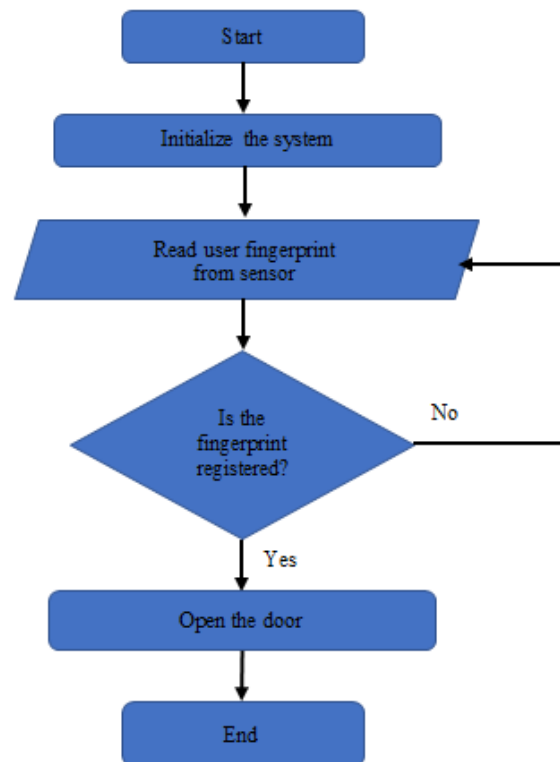 Start
Initialize the system
Read user fingerprint
from sensor
Is the
fingerprint
registered?
No
Yes
Open the door
End